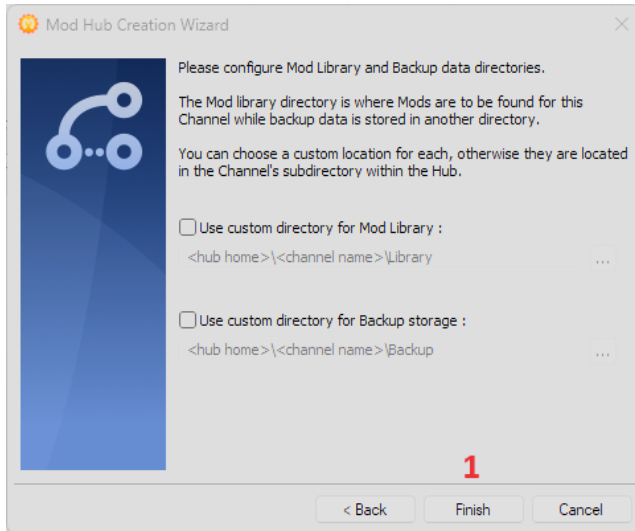 Mod Hub Creation Wizard
Please configure Mod Library and Backup data directories.
The Mod library directory is where Mods are to be found for this
Channel while backup data is stored in another directory.
You can choose a custom location for each, otherwise they are located
in the Channel's subdirectory within the Hub.
Use custom directory for Mod Library :
<hub home>\<channel name>\Library
...
Use custom directory for Backup storage :
<hub home>\<channel name>\Backup
...
1
< Back Finish Cancel